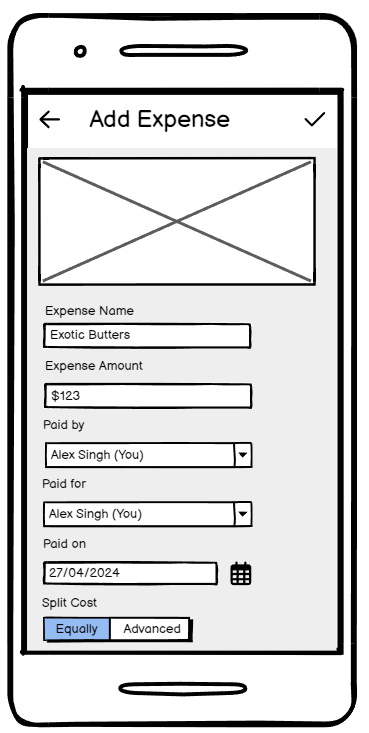 Add Expense
Expense Name
Exotic Butters
Expense Amount
$123
Paid by
Alex Singh (You)
Paid for
Alex Singh (You)
Paid on
27/04/2024
Split Cost
Equally Advanced